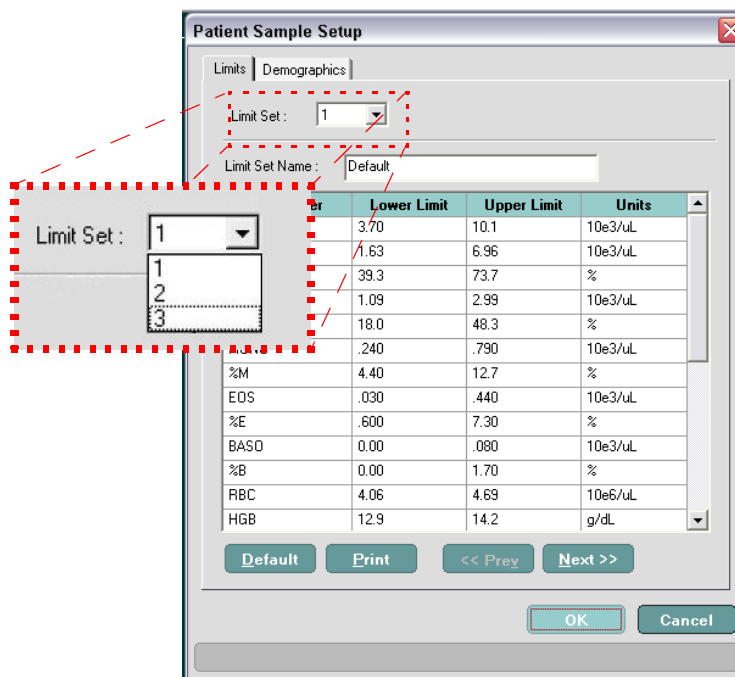 Patient Sample Setup
Limits Demographics
Limit Set : 1
Limit Set Name : Default
er Lower Limit Upper Limit Units
3.70 10.1 10e3/uL
1.63 6.96 10e3/uL
39.3 73.7 %
1.09 2.99 10e3/uL
18.0 48.3 %
.240 .790 10e3/uL
%M 4.40 12.7 %
EOS .030 .440 10e3/uL
%E .600 7.30 %
BASO 0.00 .080 10e3/uL
%B 0.00 1.70 %
RBC 4.06 4.69 10e6/uL
HGB 12.9 14.2 g/dL
Limit Set : 1
1
2
3
Default Print << Prev Next >>
OK Cancel